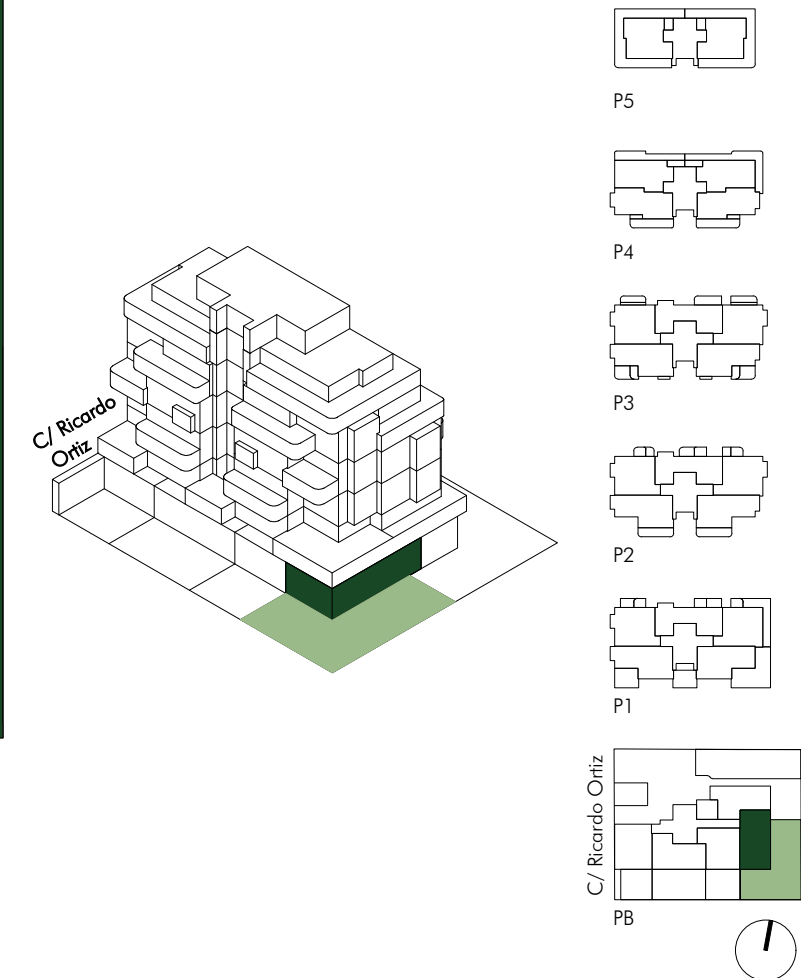 P5
P4
C/ Ricardo
Ortiz
P3
P2
P1
C/ Ricardo Ortiz
PB